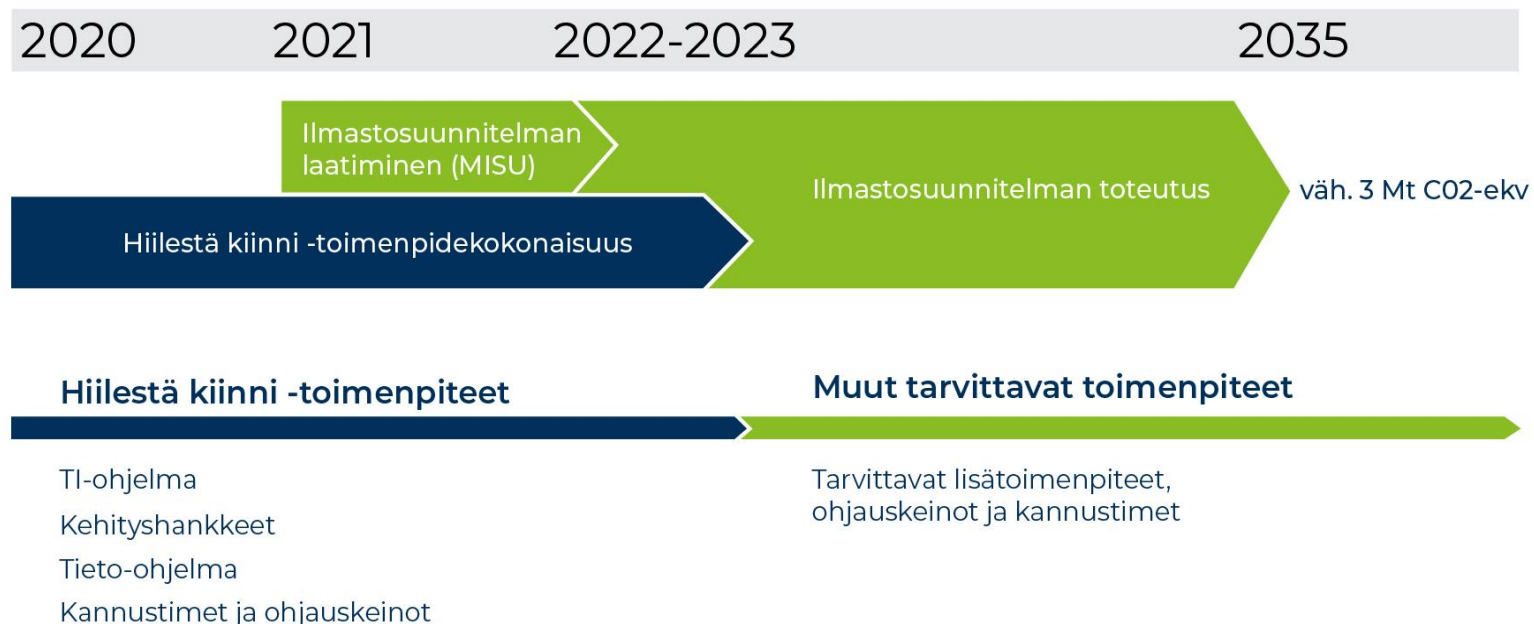 2020 2021 2022-2023 2035
Ilmastosuunnitelman
laatiminen (MISU)
Ilmastosuunnitelman toteutus
väh. 3 Mt C02-ekv
Hiilestä kiinni -toimenpidekokonaisuus
Hiilestä kiinni -toimenpiteet
TI-ohjelma
Kehityshankkeet
Tieto-ohjelma
Kannustimet ja ohjauskeinot
Muut tarvittavat toimenpiteet
Tarvittavat lisätoimenpiteet,
ohjauskeinot ja kannustimet